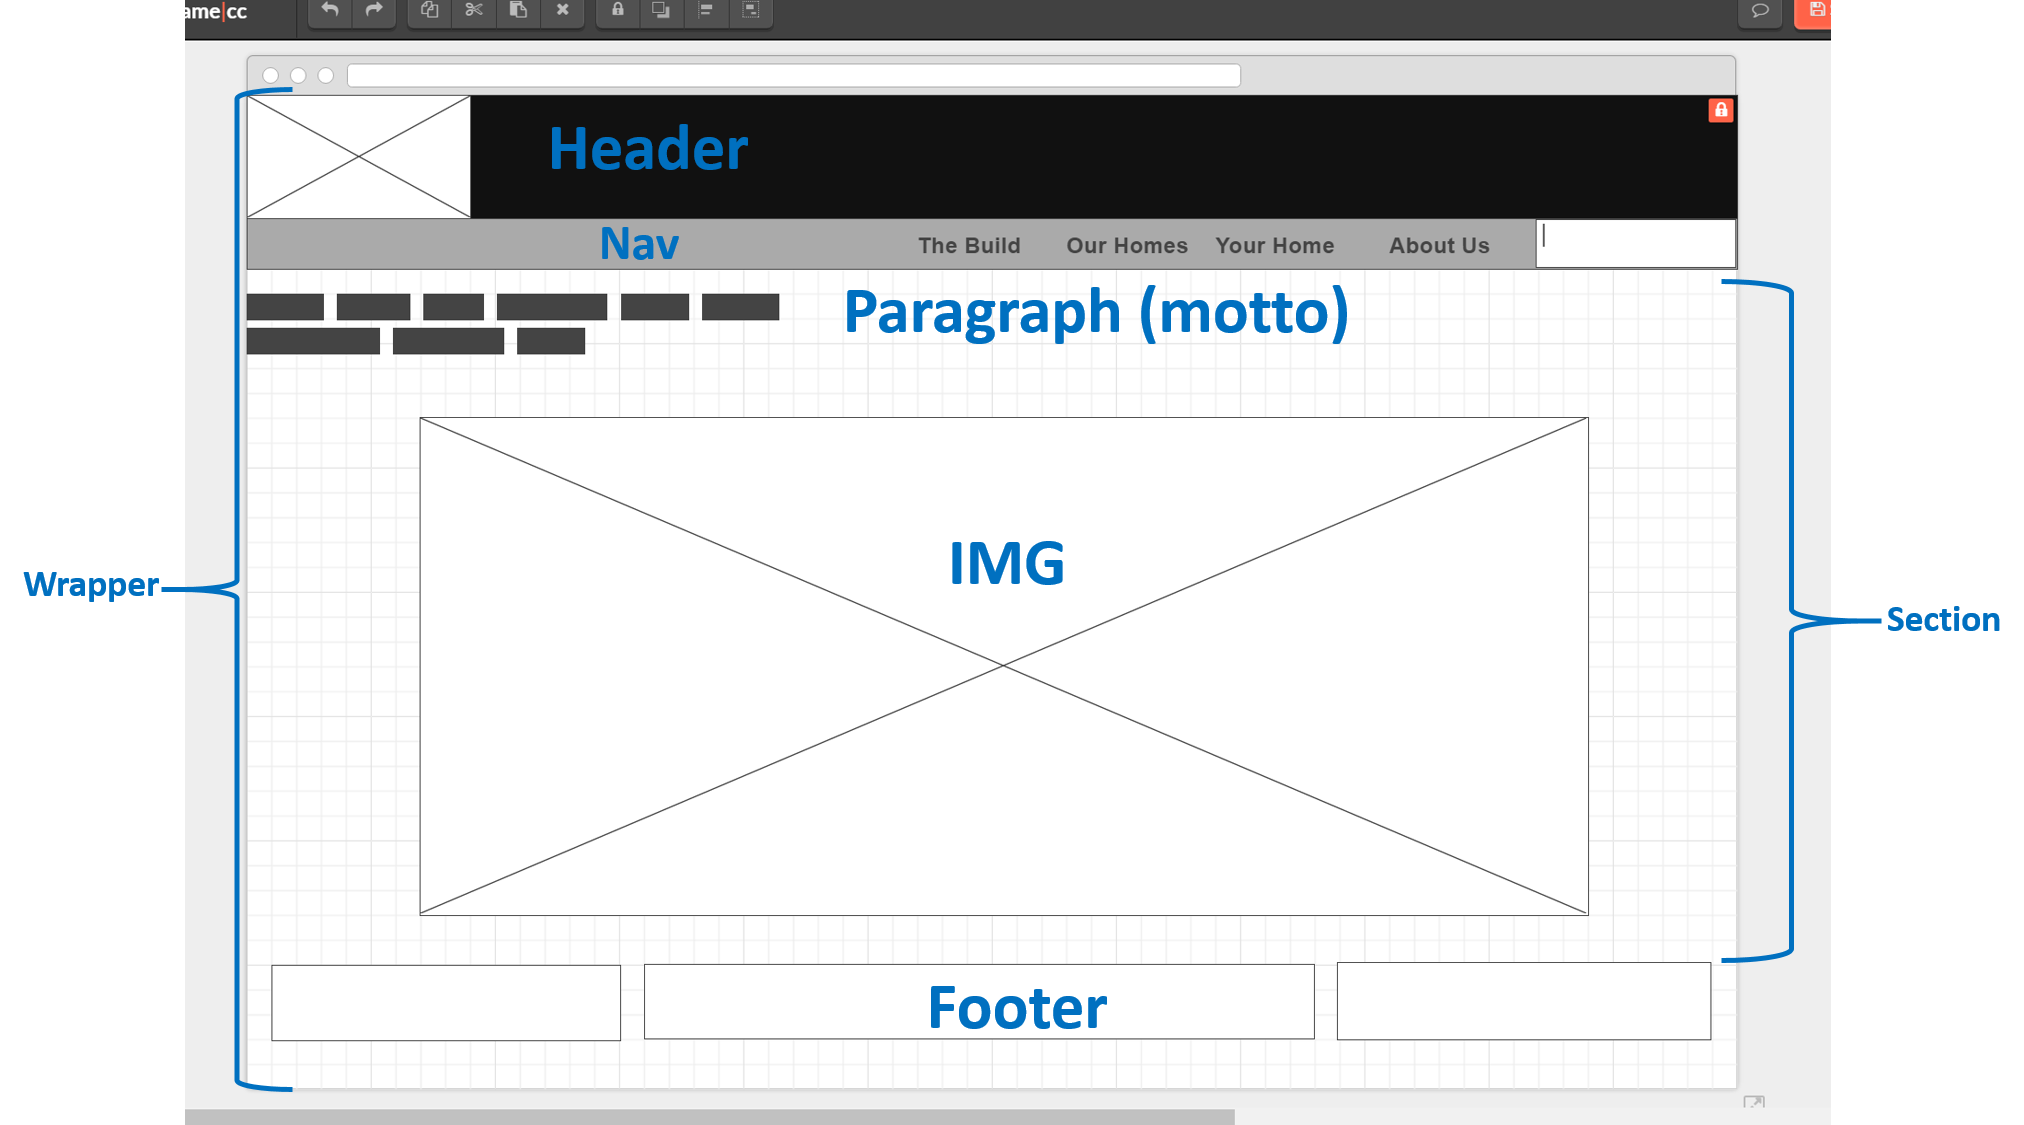 ame|cc
Header
Nav
The Build Our Homes Your Home About Us
Paragraph (motto)
IMG
Wrapper
Section
Footer